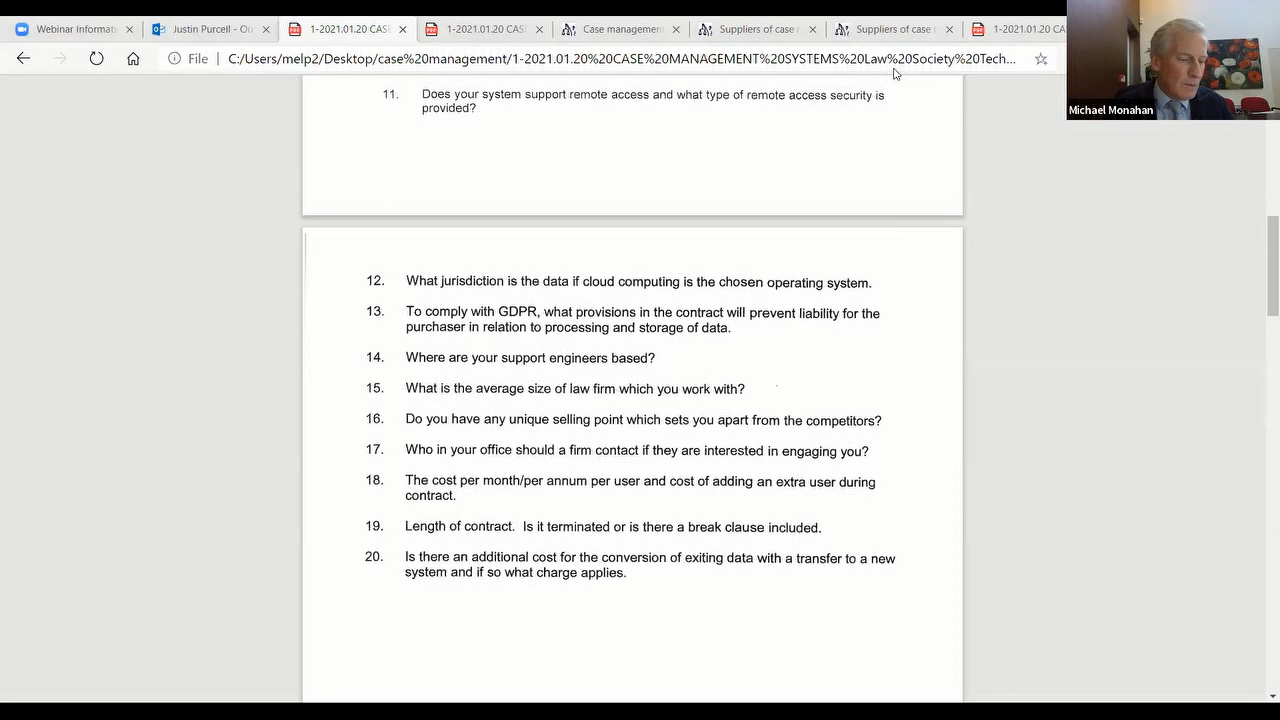 Webinar Informat
Justin Purcell - Ou
1-2021.01.20 CAS
1-2021.01.20 CAS
Case management
Suppliers of case r
Suppliers of case r
1-2021.01.20 CAS
File
C:/Users/melp2/Desktop/case%20management/1-2021.01.20%20CASE%20MANAGEMENT%20SYSTEMS%20Law%20Society%20Tech...
Michael Monahan
11. Does your system support remote access and what type of remote access security is
provided?
12. What jurisdiction is the data if cloud computing is the chosen operating system.
13. To comply with GDPR, what provisions in the contract will prevent liability for the
purchaser in relation to processing and storage of data.
14. Where are your support engineers based?
15. What is the average size of law firm which you work with?
16. Do you have any unique selling point which sets you apart from the competitors?
17. Who in your office should a firm contact if they are interested in engaging you?
18. The cost per month/per annum per user and cost of adding an extra user during
contract.
19. Length of contract. Is it terminated or is there a break clause included.
20. Is there an additional cost for the conversion of exiting data with a transfer to a new
system and if so what charge applies.